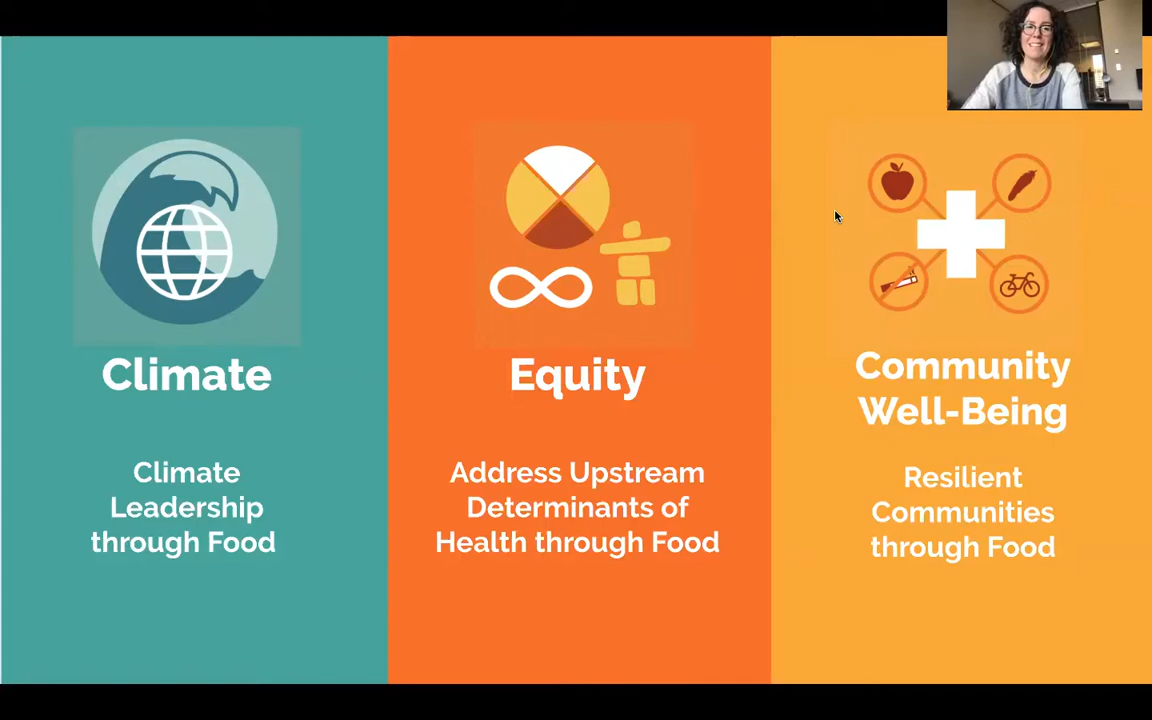 Climate
Climate
Leadership
through Food
Equity
Address Upstream
Determinants of
Health through Food
Community
Well-Being
Resilient
Communities
through Food